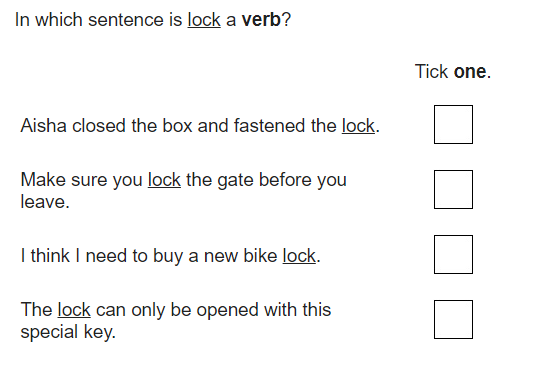 In which sentence is lock a verb?
Tick one.
Aisha closed the box and fastened the lock.
Make sure you lock the gate before you
leave.
I think I need to buy a new bike lock.
The lock can only be opened with this
special key.